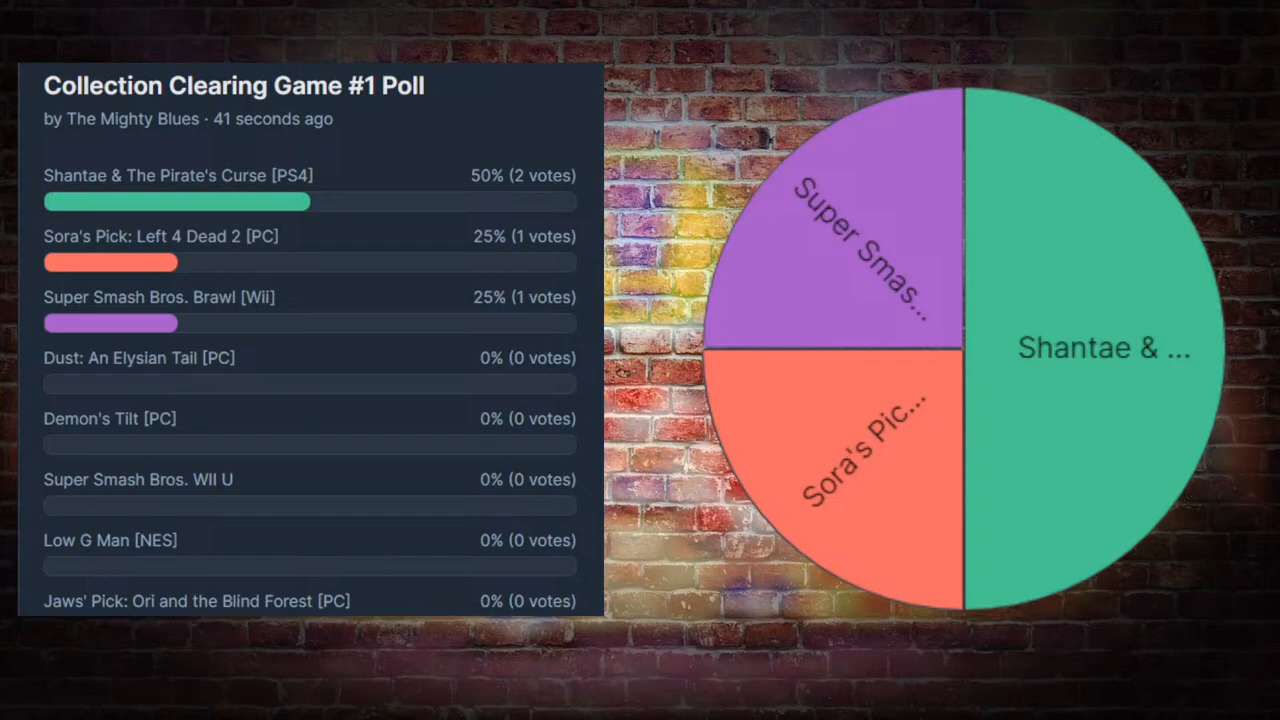 Collection Clearing Game #1 Poll
by The Mighty Blues · 41 seconds ago
Shantae & The Pirate's Curse [PS4] 50% (2 votes)
Sora's Pick: Left 4 Dead 2 [PC] 25% (1 votes)
Super Smash Bros. Brawl [Wii] 25% (1 votes)
Dust: An Elysian Tail [PC] 0% (0 votes)
Demon's Tilt [PC] 0% (0 votes)
Super Smash Bros. WII U 0% (0 votes)
Low G Man [NES] 0% (0 votes)
Jaws' Pick: Ori and the Blind Forest [PC] 0% (0 votes)
Super Smas...
Shantae & ...
Sora's Pic...